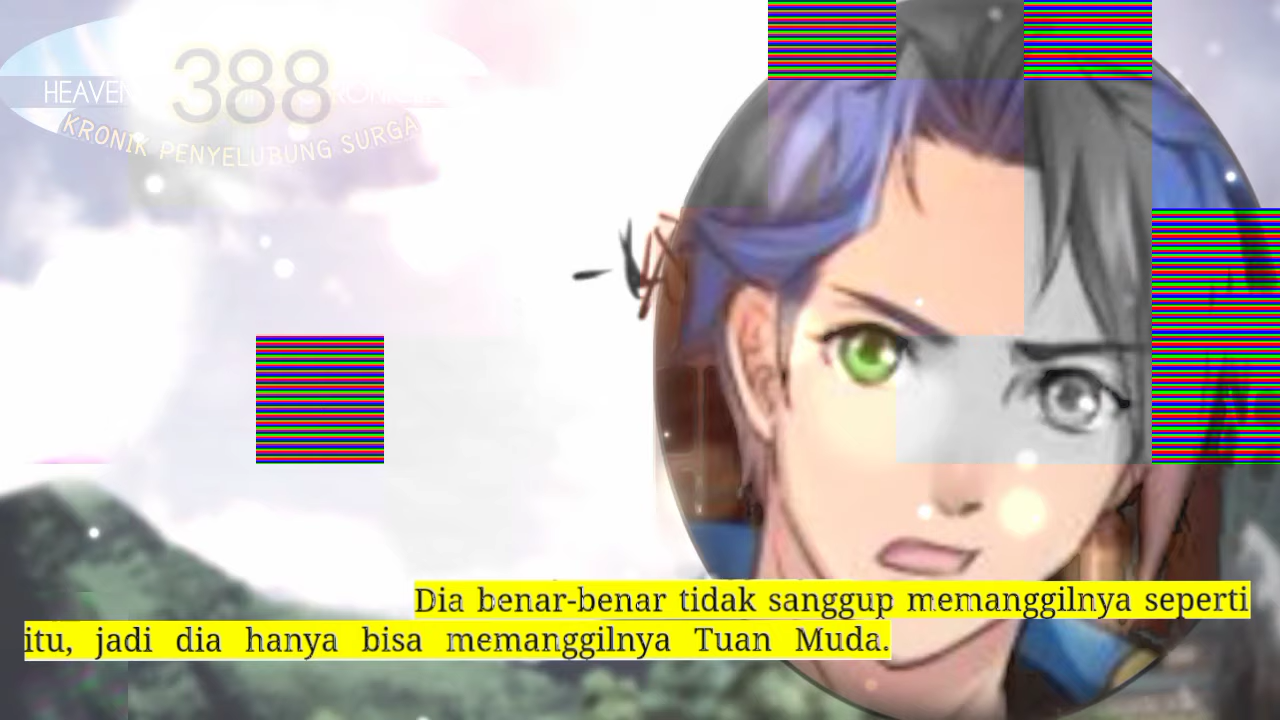 388
HEAVEN
KRONIK PENYELUBUNG SURGA
Dia benar-benar tidak sanggup memanggilnya seperti
itu, jadi dia hanya bisa memanggilnya Tuan Muda.